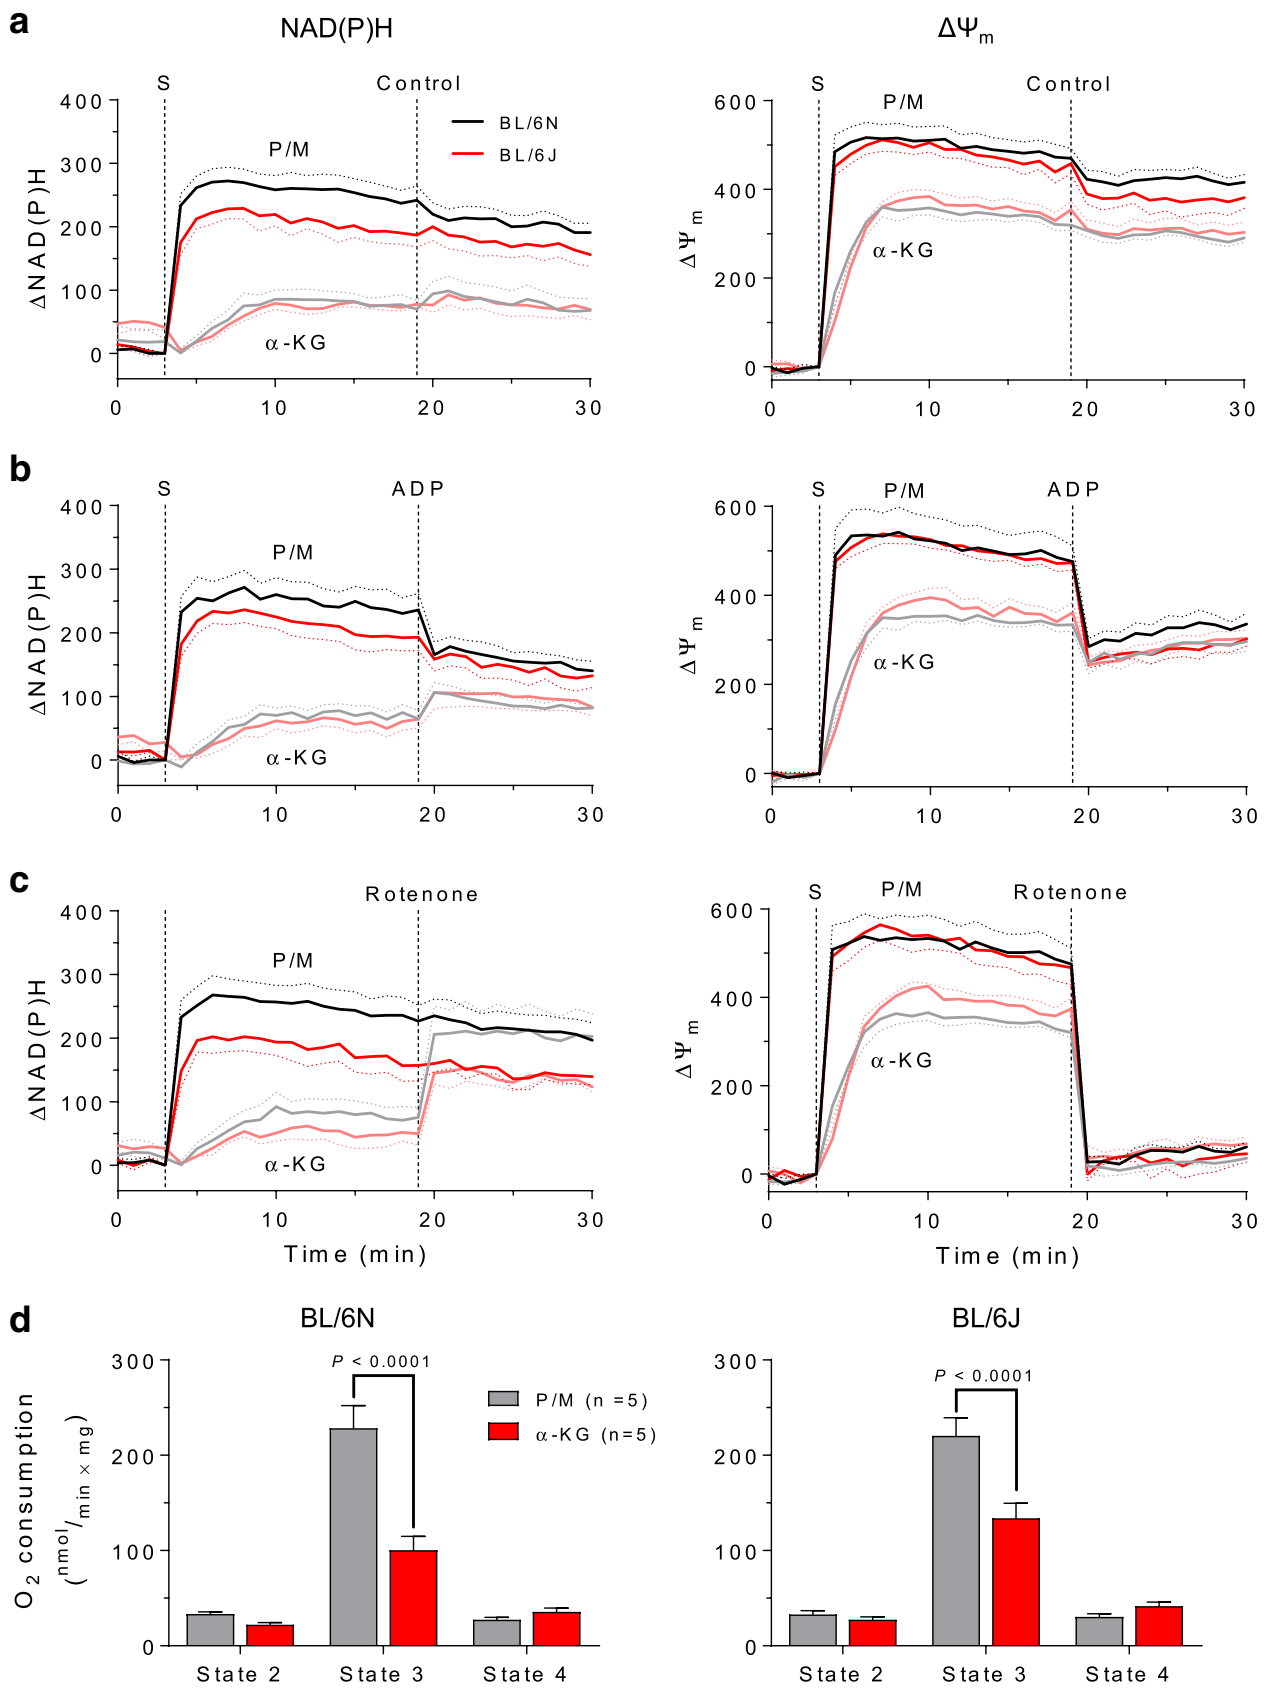 a
NAD(P)H
ΔΨm
S
Control
BL/6N
BL/6J
P/M
α-KG
ΔNAD(P)H
400
300
200
100
0
0
10
20
30
S
P/M
Control
α-KG
ΔΨm
600
400
200
0
0
10
20
30
b
S
ADP
P/M
α-KG
ΔNAD(P)H
400
300
200
100
0
0
10
20
30
S
P/M
ADP
α-KG
ΔΨm
600
400
200
0
0
10
20
30
c
Rotenone
P/M
α-KG
ΔNAD(P)H
400
300
200
100
0
0
10
20
30
Time (min)
S
P/M
Rotenone
α-KG
ΔΨm
600
400
200
0
0
10
20
30
Time (min)
d
BL/6N
P < 0.0001
P/M (n =5)
α-KG (n=5)
O2 consumption
(nmol/min × mg)
300
200
100
0
State 2
State 3
State 4
BL/6J
P < 0.0001
300
200
100
0
State 2
State 3
State 4